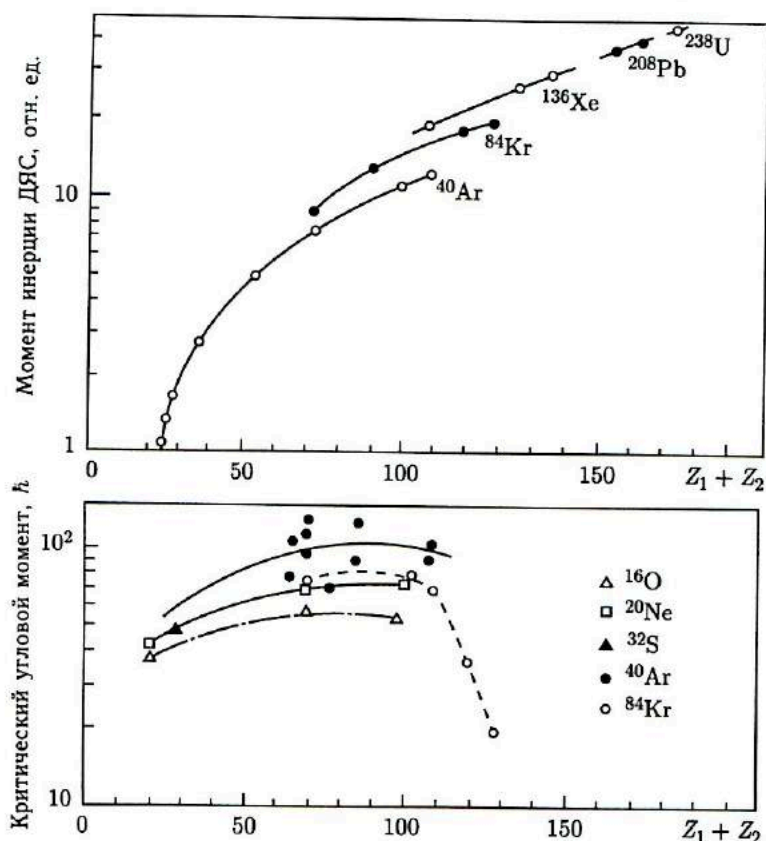 Момент инерции ДЯС, отн. ед.
10
1
²³⁸U
²⁰⁸Pb
¹³⁶Xe
⁸⁴Kr
⁴⁰Ar
0 50 100 150 Z₁ + Z₂
Критический угловой момент, ℏ
10²
10
¹⁶O
²⁰Ne
³²S
⁴⁰Ar
⁸⁴Kr
0 50 100 150 Z₁ + Z₂